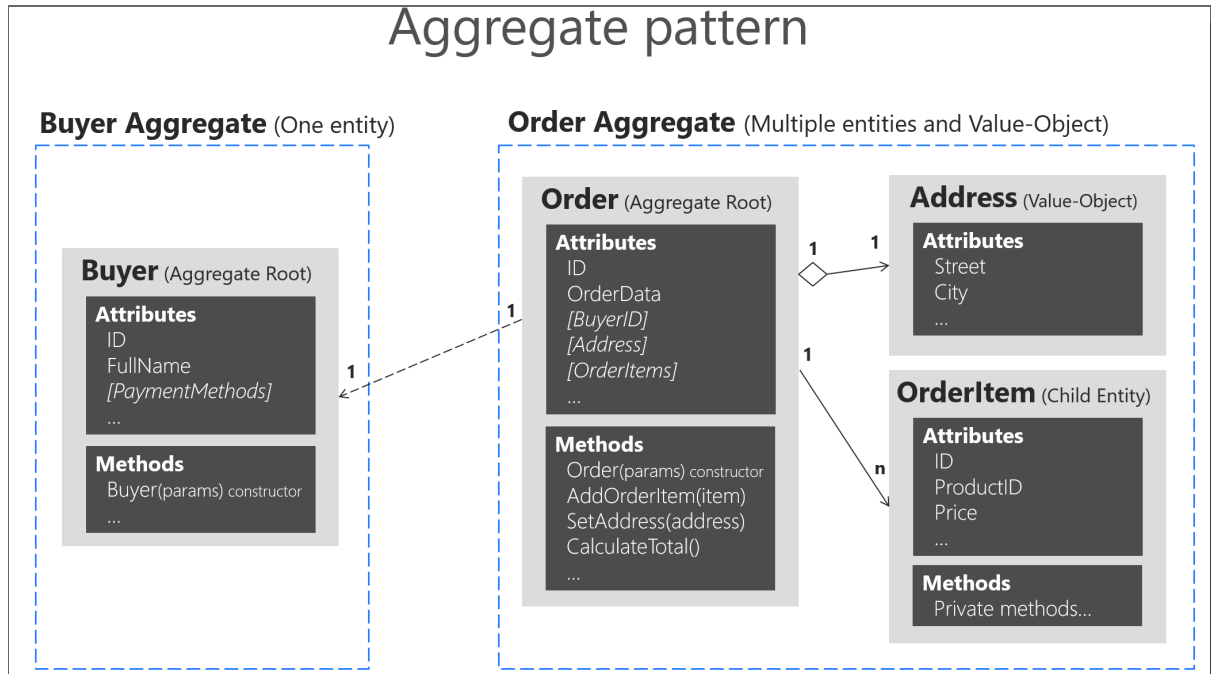 Aggregate pattern
Buyer Aggregate (One entity)
Order Aggregate (Multiple entities and Value-Object)
Buyer (Aggregate Root)
Attributes
ID
FullName
[PaymentMethods]
...
Methods
Buyer(params) constructor
...
1
1
Order (Aggregate Root)
Attributes
ID
OrderData
[BuyerID]
[Address]
[OrderItems]
...
Methods
Order(params) constructor
AddOrderItem(item)
SetAddress(address)
CalculateTotal()
...
1
1
1
n
Address (Value-Object)
Attributes
Street
City
...
OrderItem (Child Entity)
Attributes
ID
ProductID
Price
...
Methods
Private methods...